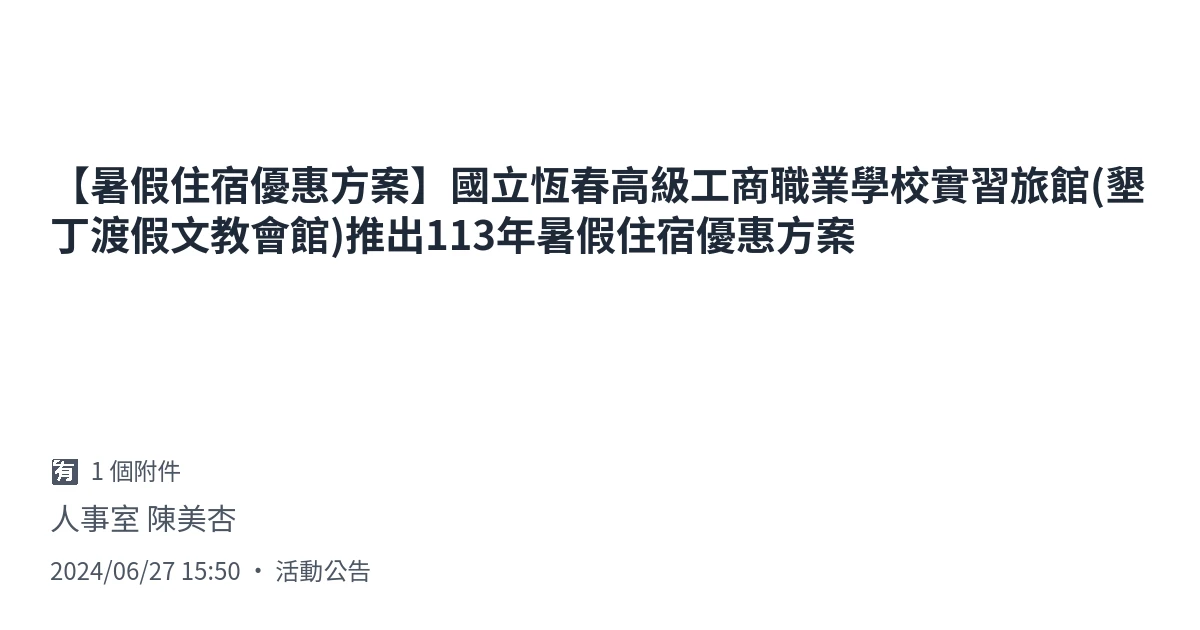 【暑假住宿優惠方案】國立恆春高級工商職業學校實習旅館(墾
丁渡假文教會館)推出113年暑假住宿優惠方案
有 1 個附件
人事室 陳美杏
2024/06/27 15:50 • 活動公告